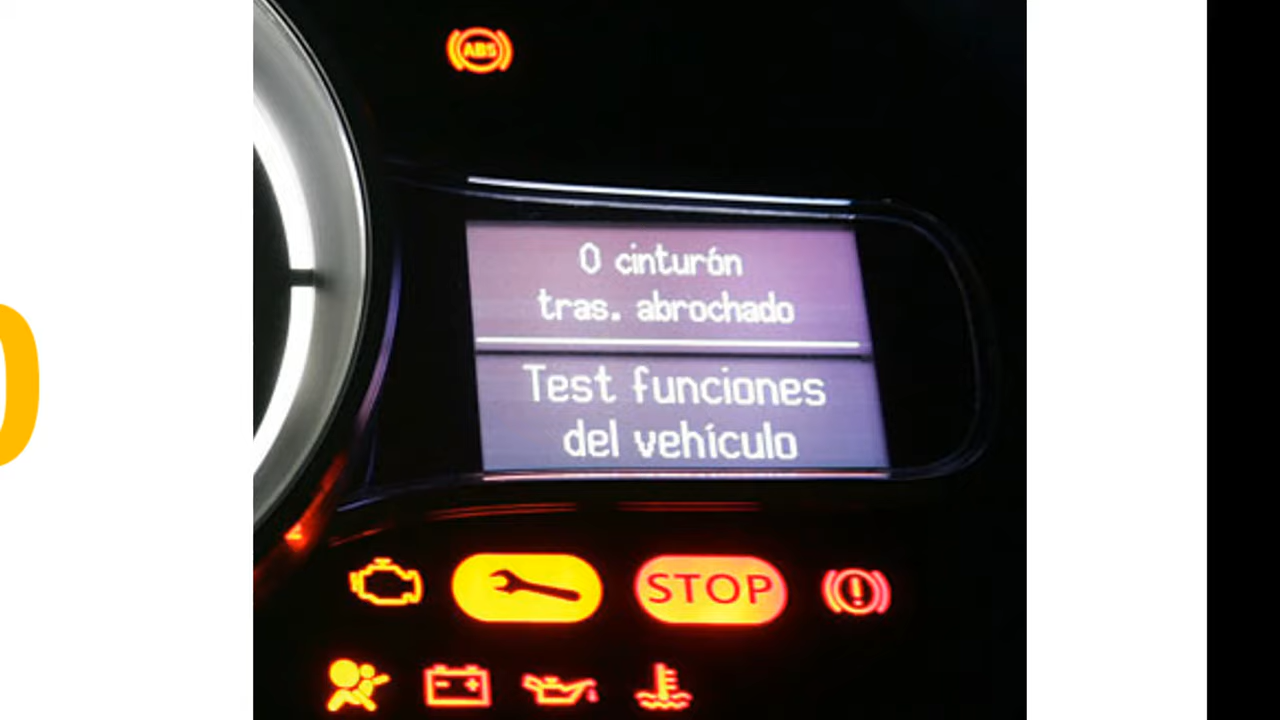 ABS
0 cinturón
tras. abrochado
Test funciones
del vehículo
STOP